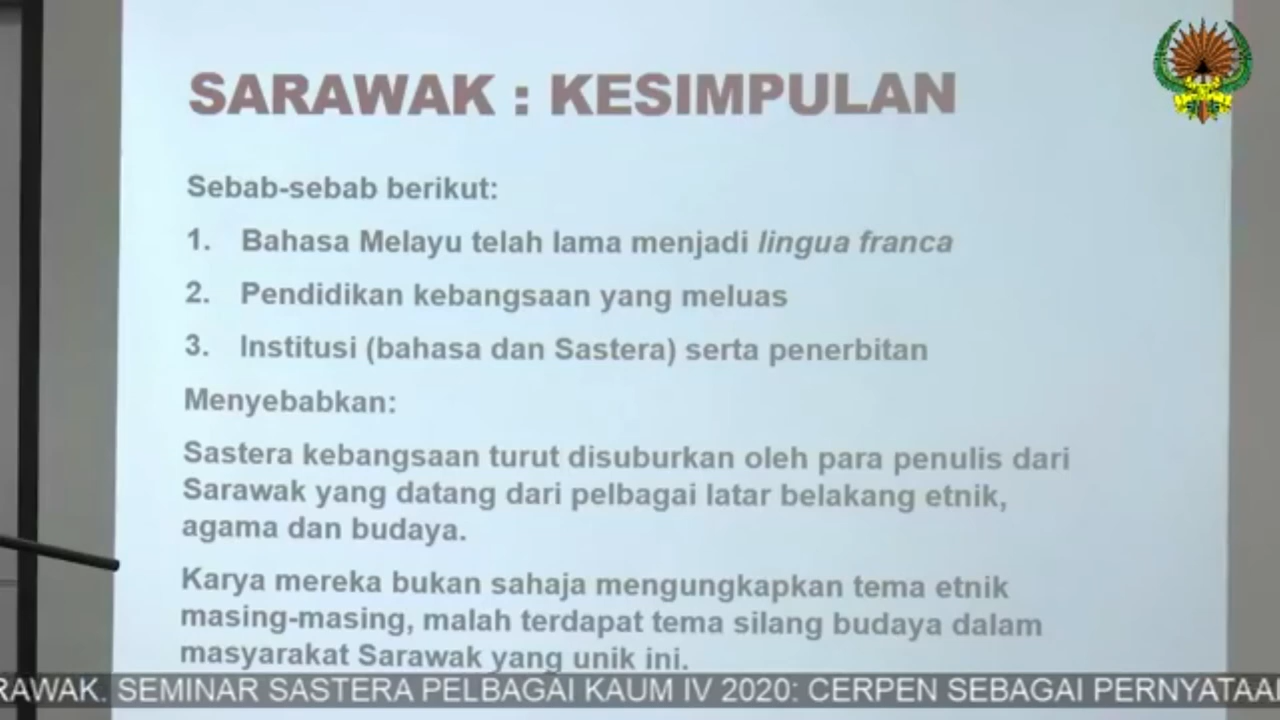 SARAWAK : KESIMPULAN
Sebab-sebab berikut:
1. Bahasa Melayu telah lama menjadi lingua franca
2. Pendidikan kebangsaan yang meluas
3. Institusi (bahasa dan Sastera) serta penerbitan
Menyebabkan:
Sastera kebangsaan turut disuburkan oleh para penulis dari
Sarawak yang datang dari pelbagai latar belakang etnik,
agama dan budaya.
Karya mereka bukan sahaja mengungkapkan tema etnik
masing-masing, malah terdapat tema silang budaya dalam
masyarakat Sarawak yang unik ini.
RAWAK. SEMINAR SASTERA PELBAGAI KAUM IV 2020: CERPEN SEBAGAI PERNYATAA